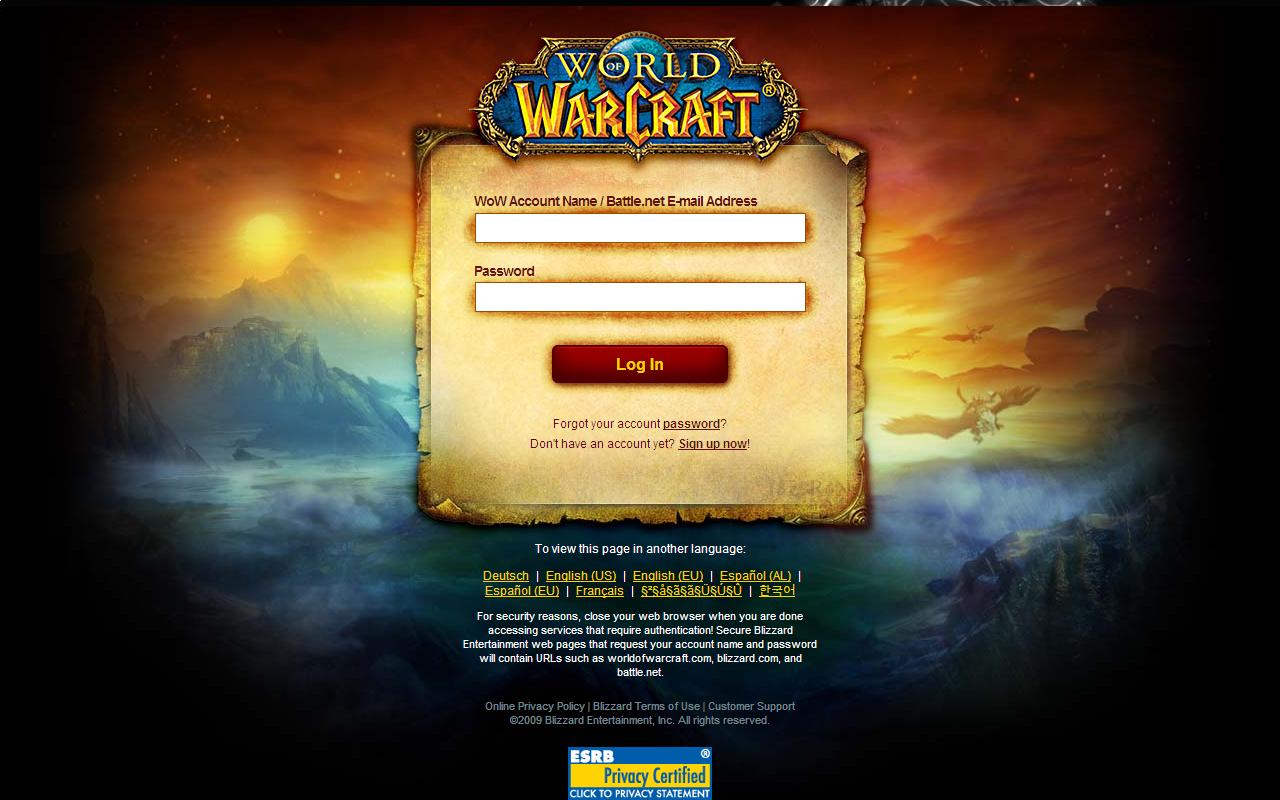 WORLD OF WARCRAFT®
WoW Account Name / Battle.net E-mail Address
Password
Log In
Forgot your account password?
Don't have an account yet? Sign up now!
To view this page in another language:
Deutsch | English (US) | English (EU) | Español (AL) |
Español (EU) | Français | §ª§å§ã§ã§Ü§Ú§Û | 한국어
For security reasons, close your web browser when you are done
accessing services that require authentication! Secure Blizzard
Entertainment web pages that request your account name and password
will contain URLs such as worldofwarcraft.com, blizzard.com, and
battle.net.
Online Privacy Policy | Blizzard Terms of Use | Customer Support
©2009 Blizzard Entertainment, Inc. All rights reserved.
ESRB ®
Privacy Certified
CLICK TO PRIVACY STATEMENT